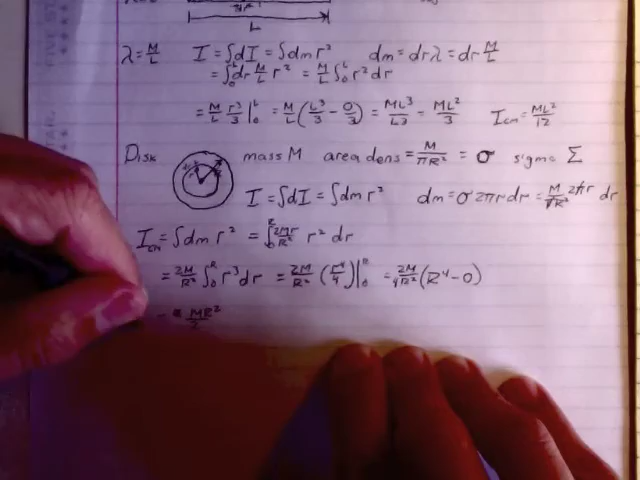 L
λ = M/L I = ∫dI = ∫dm r² dm = drλ = dr M/L
= ∫₀ᴸ dr M/L r² = M/L ∫₀ᴸ r² dr
= M/L r³/3 |₀ᴸ = M/L (L³/3 - 0/3) = ML³/L3 = ML²/3 Icm = ML²/12
Disk mass M area dens = M/πR² = σ sigma Σ
I = ∫dI = ∫dm r² dm = σ 2πr dr = M/πR² 2πr dr
Icm = ∫dm r² = ∫₀ᴿ 2Mr/R² r² dr
= 2M/R² ∫₀ᴿ r³ dr = 2M/R² (r⁴/4)|₀ᴿ = 2M/4R² (R⁴ - 0)
= MR²/2